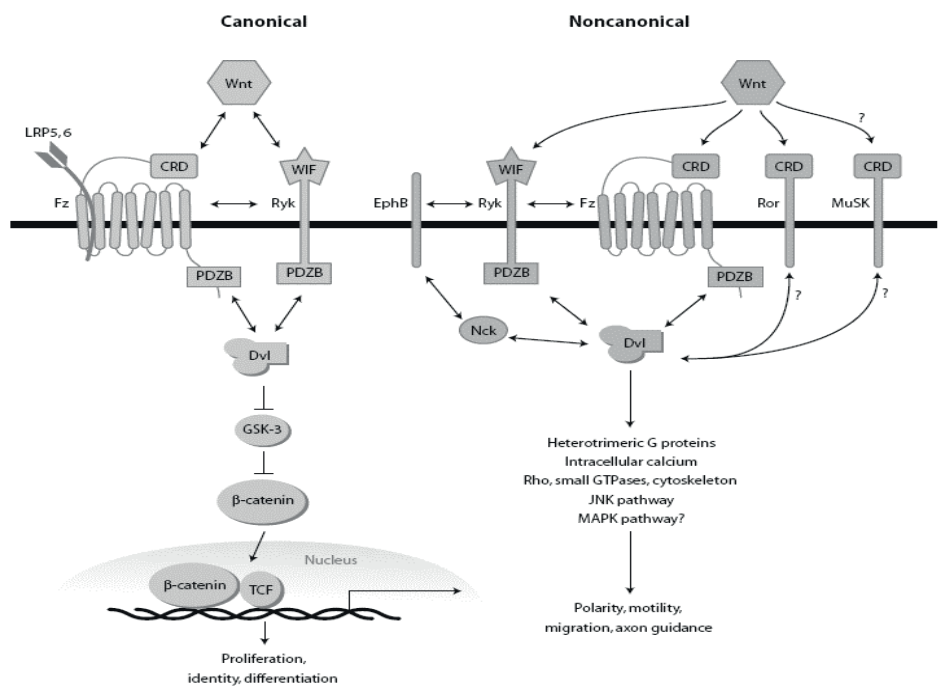 Canonical
Noncanonical
Wnt
LRP5, 6
CRD
WIF
Fz
Ryk
PDZB
PDZB
Dvl
GSK-3
β-catenin
Nucleus
β-catenin
TCF
Proliferation,
identity, differentiation
Wnt
?
WIF
CRD
CRD
CRD
EphB
Ryk
Fz
Ror
MuSK
PDZB
PDZB
?
?
Nck
Dvl
Heterotrimeric G proteins
Intracellular calcium
Rho, small GTPases, cytoskeleton
JNK pathway
MAPK pathway?
Polarity, motility,
migration, axon guidance